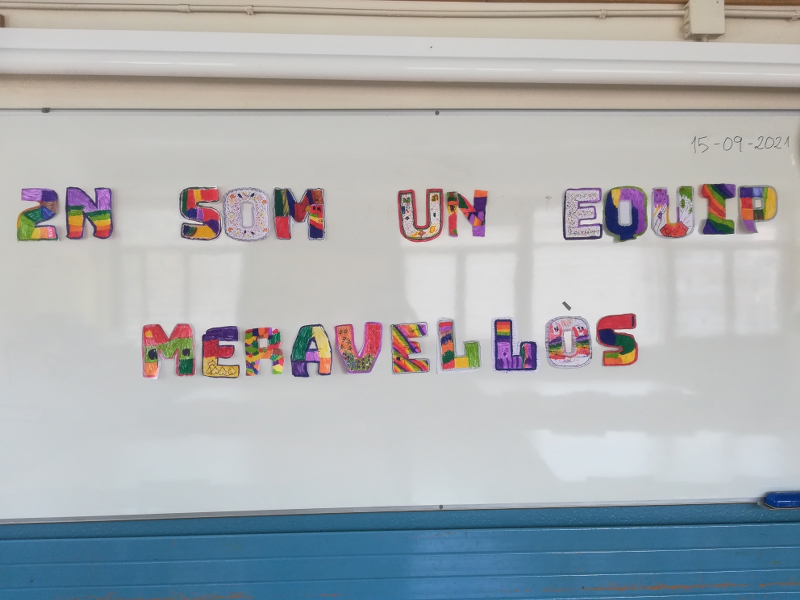 15-09-2021
2N SOM UN EQUIP
MERAVELLÒS